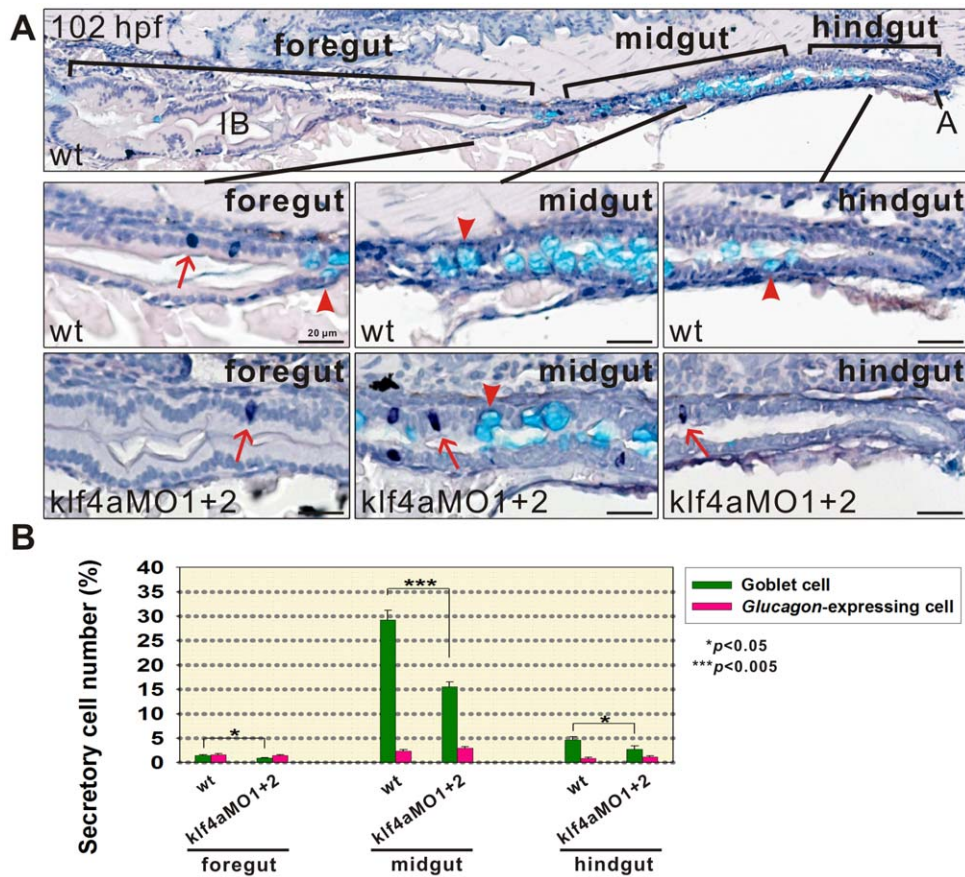 A
102 hpf
foregut
midgut
hindgut
IB
A
wt
foregut
midgut
hindgut
20 µm
wt
wt
wt
foregut
midgut
hindgut
klf4aMO1+2
klf4aMO1+2
klf4aMO1+2
B
Secretory cell number (%)
40
35
30
25
20
15
10
5
0
*
***
*
Goblet cell
Glucagon-expressing cell
*p<0.05
***p<0.005
wt
klf4aMO1+2
wt
klf4aMO1+2
wt
klf4aMO1+2
foregut
midgut
hindgut